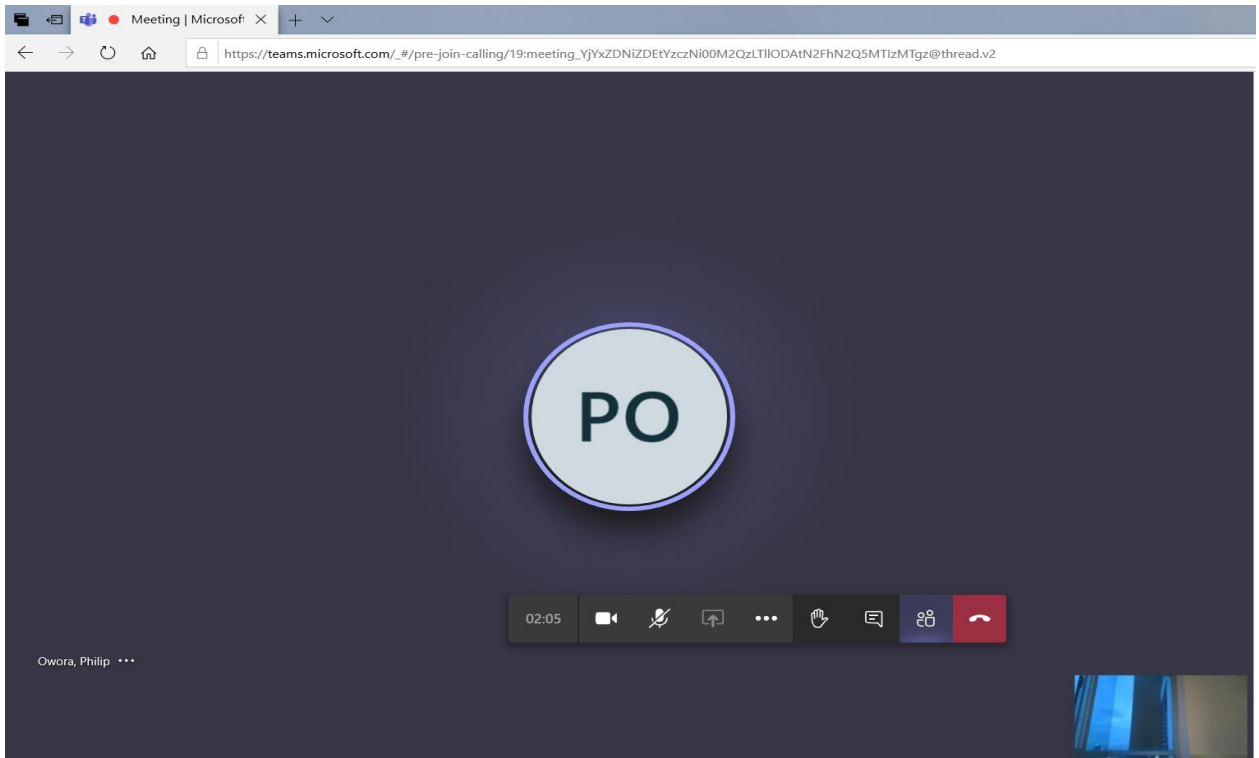 Meeting | Microsoft
https://teams.microsoft.com/_#/pre-join-calling/19:meeting_YjYxZDNiZDEtYzczNi00M2QzLTllODAtN2FhN2Q5MTIzMTgz@thread.v2
PO
02:05
Owora, Philip